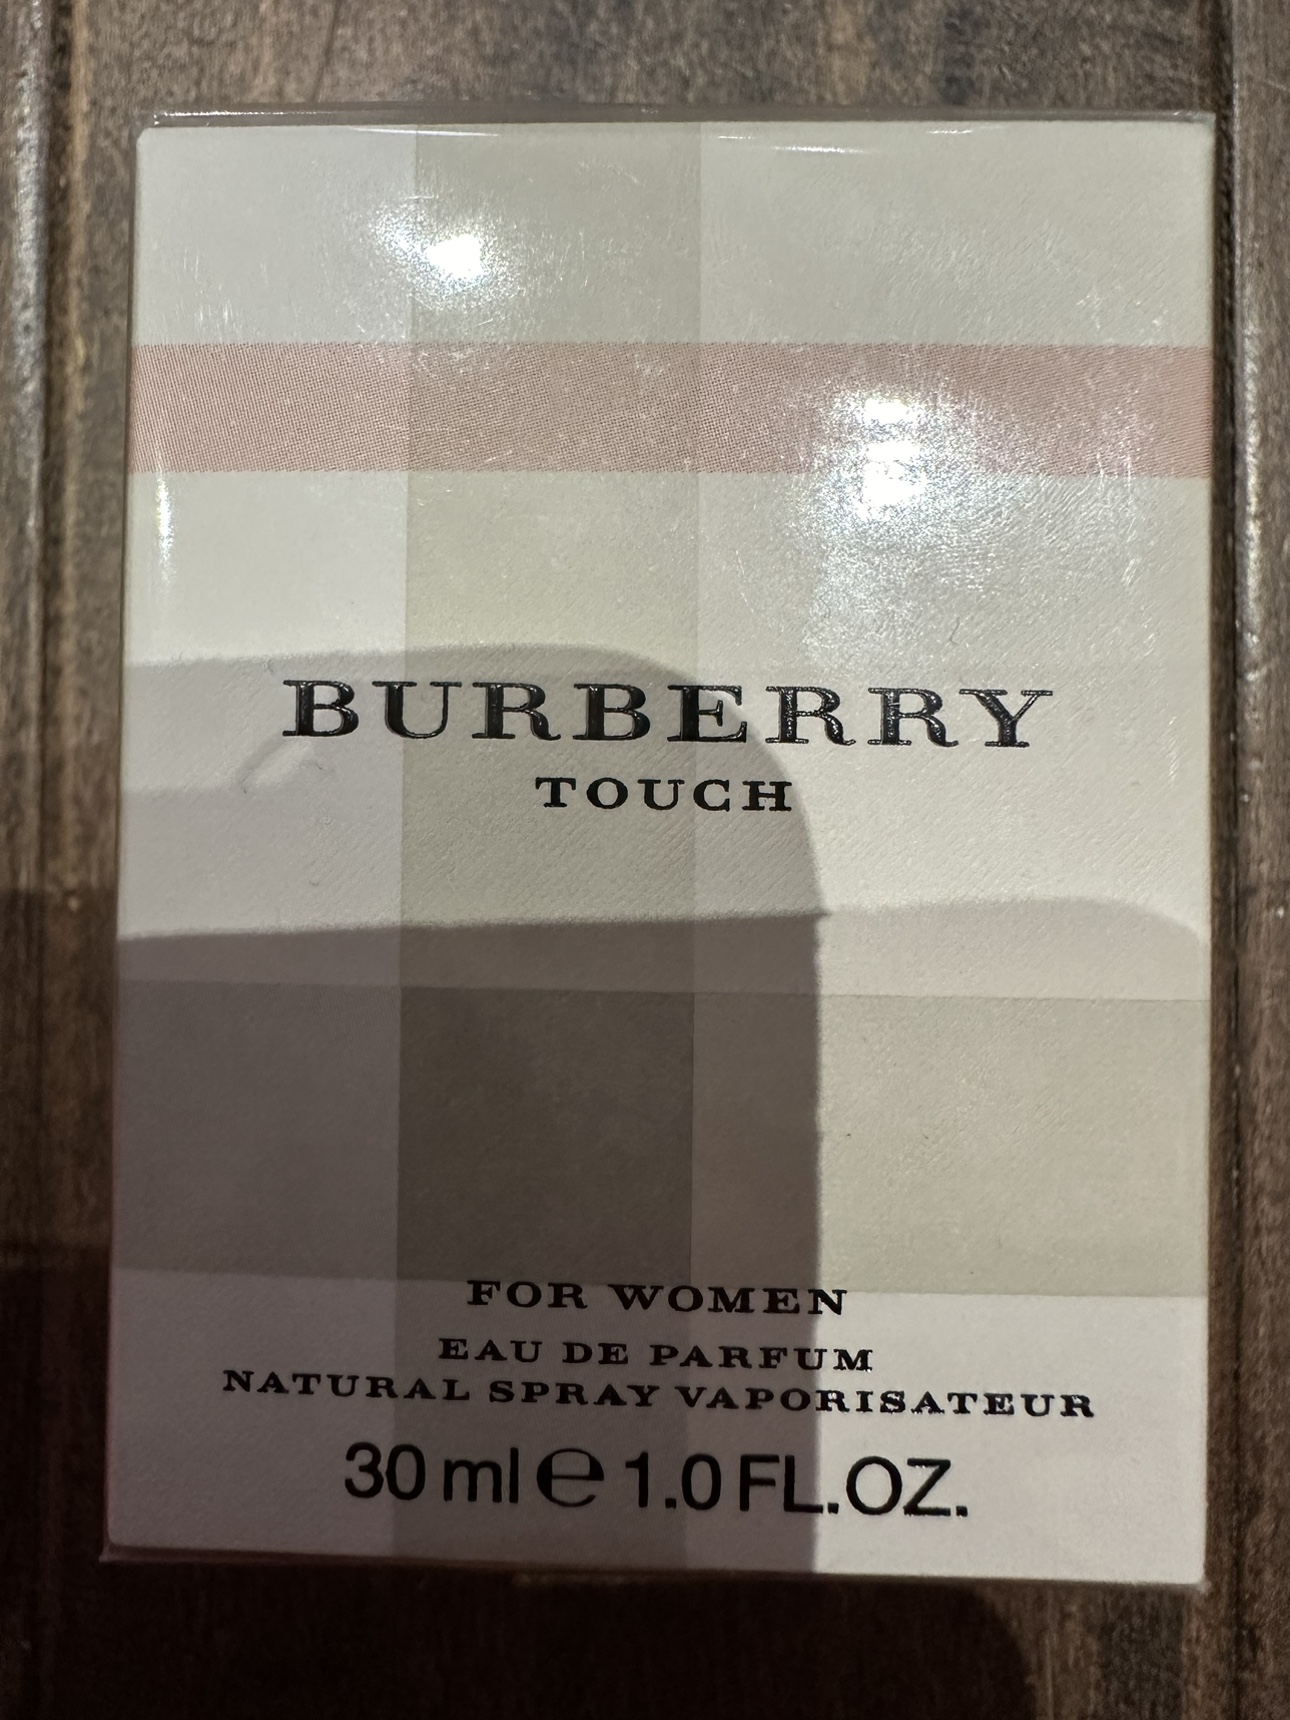 BURBERRY
TOUCH
FOR WOMEN
EAU DE PARFUM
NATURAL SPRAY VAPORISATEUR
30 ml e 1.0 FL.OZ.